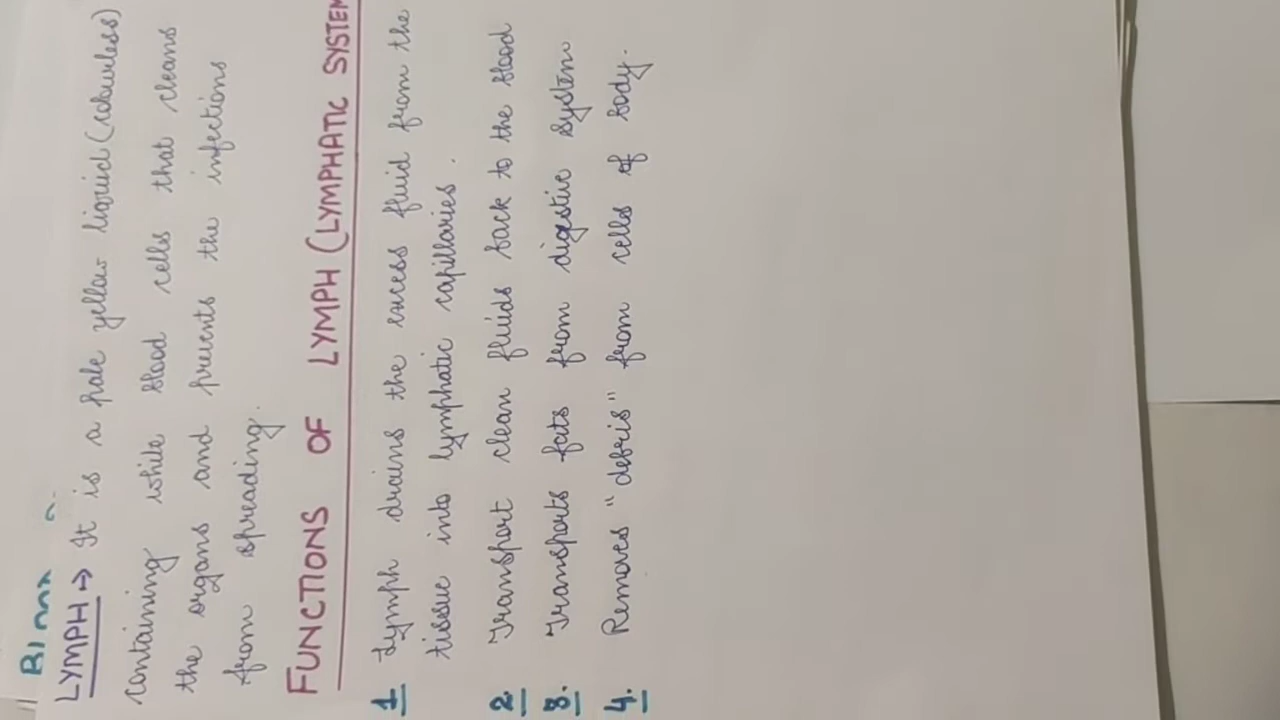 LYMPH → It is a pale yellow liquid (colourless)
containing while blood cells that cleans
the organs and prevents the infections
from spreading.
FUNCTIONS OF LYMPH (LYMPHATIC SYSTEM
1. Lymph drains the excess fluid from the
tissue into lymphatic capillaries.
2. Transport clean fluids back to the blood
3. Transports fats from digestive system
4. Removes "debris" from cells of body.